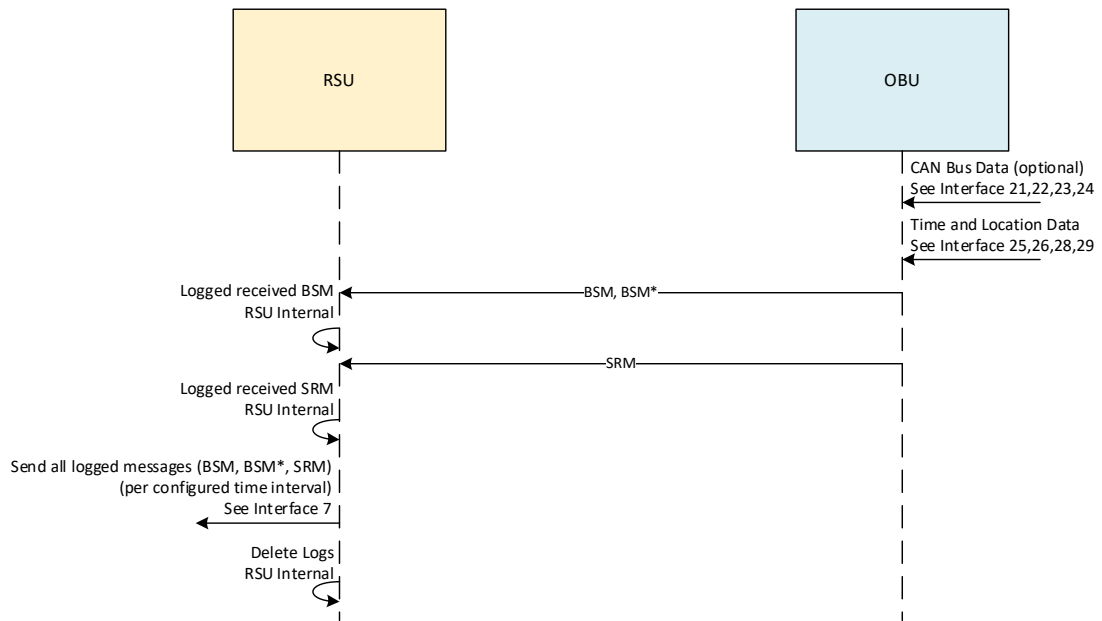 RSU
OBU
CAN Bus Data (optional)
See Interface 21,22,23,24
Time and Location Data
See Interface 25,26,28,29
Logged received BSM
RSU Internal
BSM, BSM*
SRM
Logged received SRM
RSU Internal
Send all logged messages (BSM, BSM*, SRM)
(per configured time interval)
See Interface 7
Delete Logs
RSU Internal